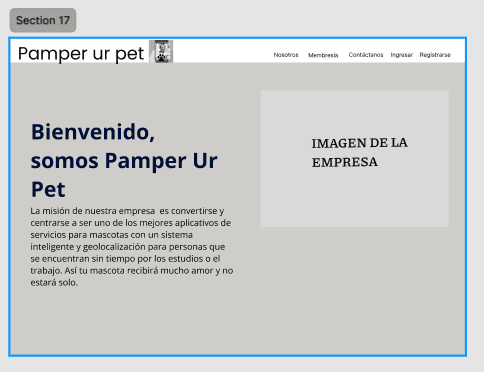 Section 17
Pamper ur pet
Nosotros Membresía Contáctanos Ingresar Registrarse
Bienvenido,
somos Pamper Ur
Pet
IMAGEN DE LA
EMPRESA
La misión de nuestra empresa es convertirse y
centrarse a ser uno de los mejores aplicativos de
servicios para mascotas con un sistema
inteligente y geolocalización para personas que
se encuentran sin tiempo por los estudios o el
trabajo. Así tu mascota recibirá mucho amor y no
estará solo.